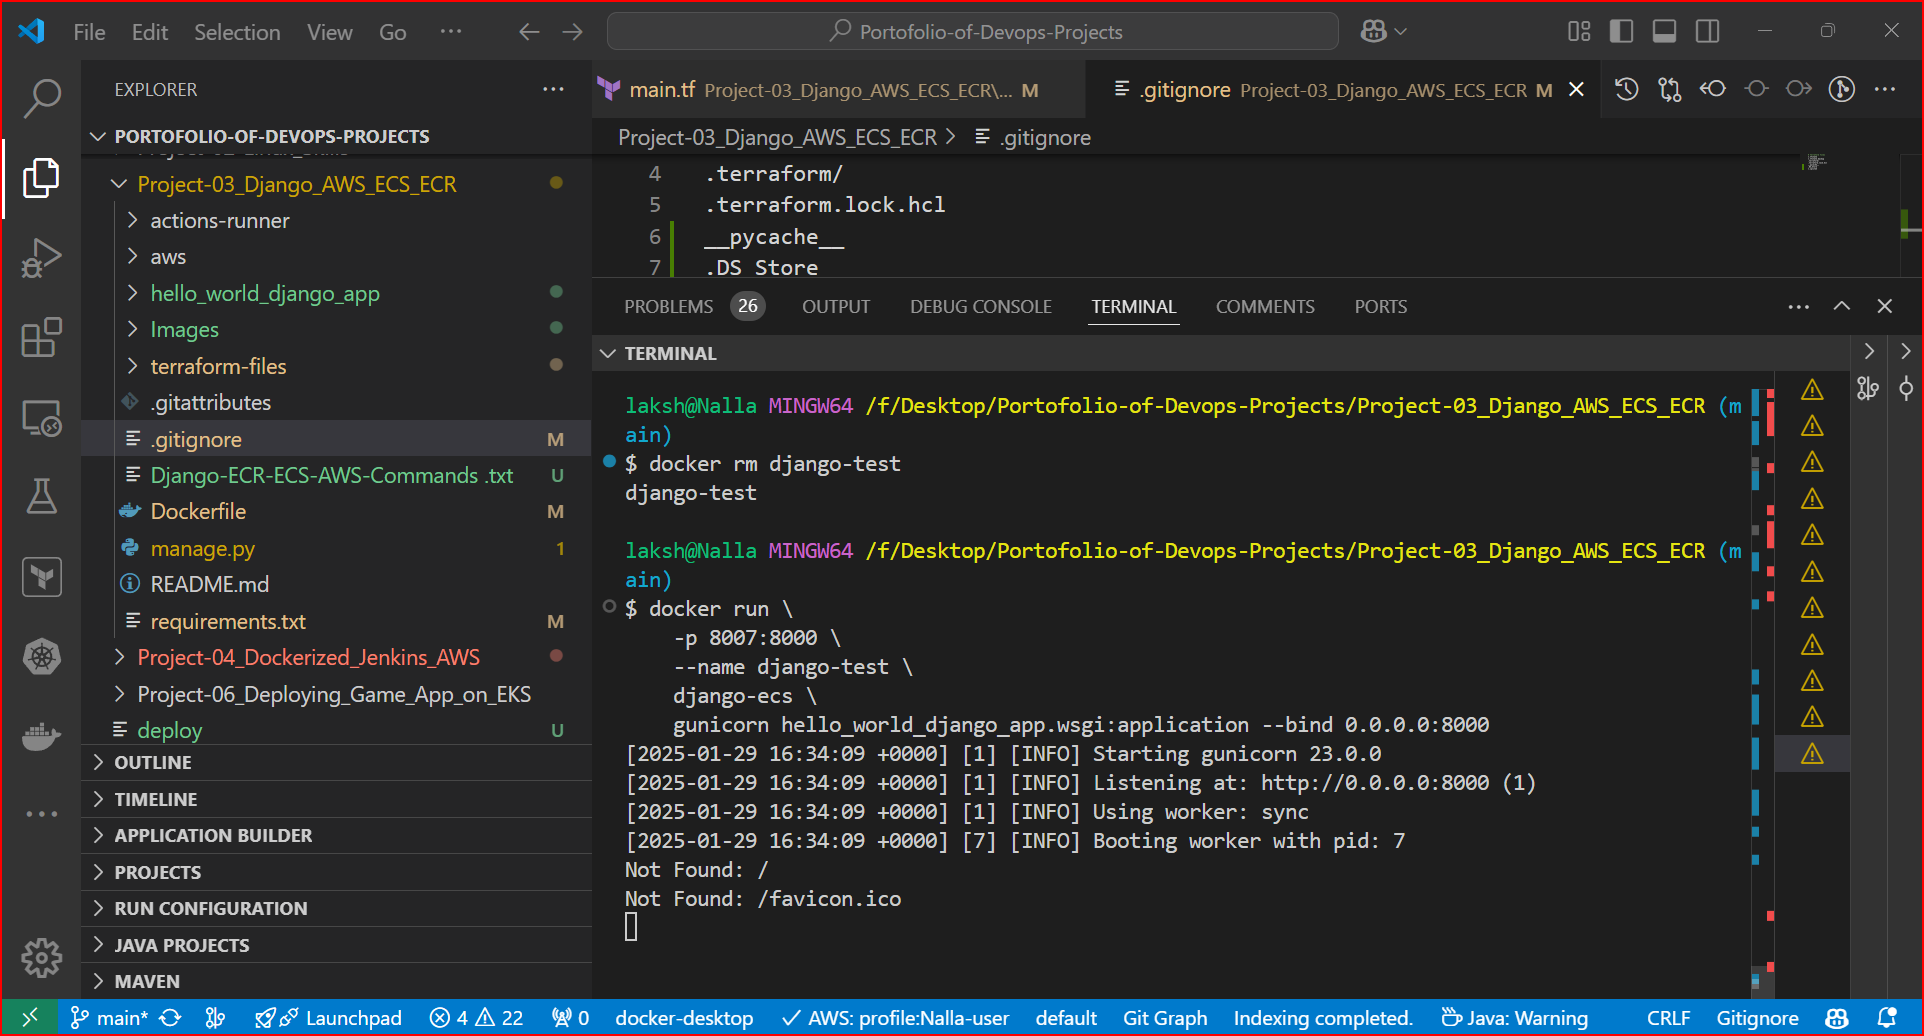 File Edit Selection View Go ··· Portofolio-of-Devops-Projects
EXPLORER
PORTOFOLIO-OF-DEVOPS-PROJECTS
Project-03_Django_AWS_ECS_ECR
actions-runner
aws
hello_world_django_app
Images
terraform-files
.gitattributes
.gitignore M
Django-ECR-ECS-AWS-Commands .txt U
Dockerfile M
manage.py 1
README.md
requirements.txt M
Project-04_Dockerized_Jenkins_AWS
Project-06_Deploying_Game_App_on_EKS
deploy U
OUTLINE
TIMELINE
APPLICATION BUILDER
PROJECTS
RUN CONFIGURATION
JAVA PROJECTS
MAVEN
main.tf Project-03_Django_AWS_ECS_ECR\... M
.gitignore Project-03_Django_AWS_ECS_ECR M
Project-03_Django_AWS_ECS_ECR > .gitignore
4 .terraform/
5 .terraform.lock.hcl
6 __pycache__
7 .DS_Store
PROBLEMS 26 OUTPUT DEBUG CONSOLE TERMINAL COMMENTS PORTS
TERMINAL
laksh@Nalla MINGW64 /f/Desktop/Portofolio-of-Devops-Projects/Project-03_Django_AWS_ECS_ECR (m
ain)
$ docker rm django-test
django-test
laksh@Nalla MINGW64 /f/Desktop/Portofolio-of-Devops-Projects/Project-03_Django_AWS_ECS_ECR (m
ain)
$ docker run \
-p 8007:8000 \
--name django-test \
django-ecs \
gunicorn hello_world_django_app.wsgi:application --bind 0.0.0.0:8000
[2025-01-29 16:34:09 +0000] [1] [INFO] Starting gunicorn 23.0.0
[2025-01-29 16:34:09 +0000] [1] [INFO] Listening at: http://0.0.0.0:8000 (1)
[2025-01-29 16:34:09 +0000] [1] [INFO] Using worker: sync
[2025-01-29 16:34:09 +0000] [7] [INFO] Booting worker with pid: 7
Not Found: /
Not Found: /favicon.ico
main* Launchpad 4 22 0 docker-desktop AWS: profile:Nalla-user default Git Graph Indexing completed. Java: Warning CRLF Gitignore